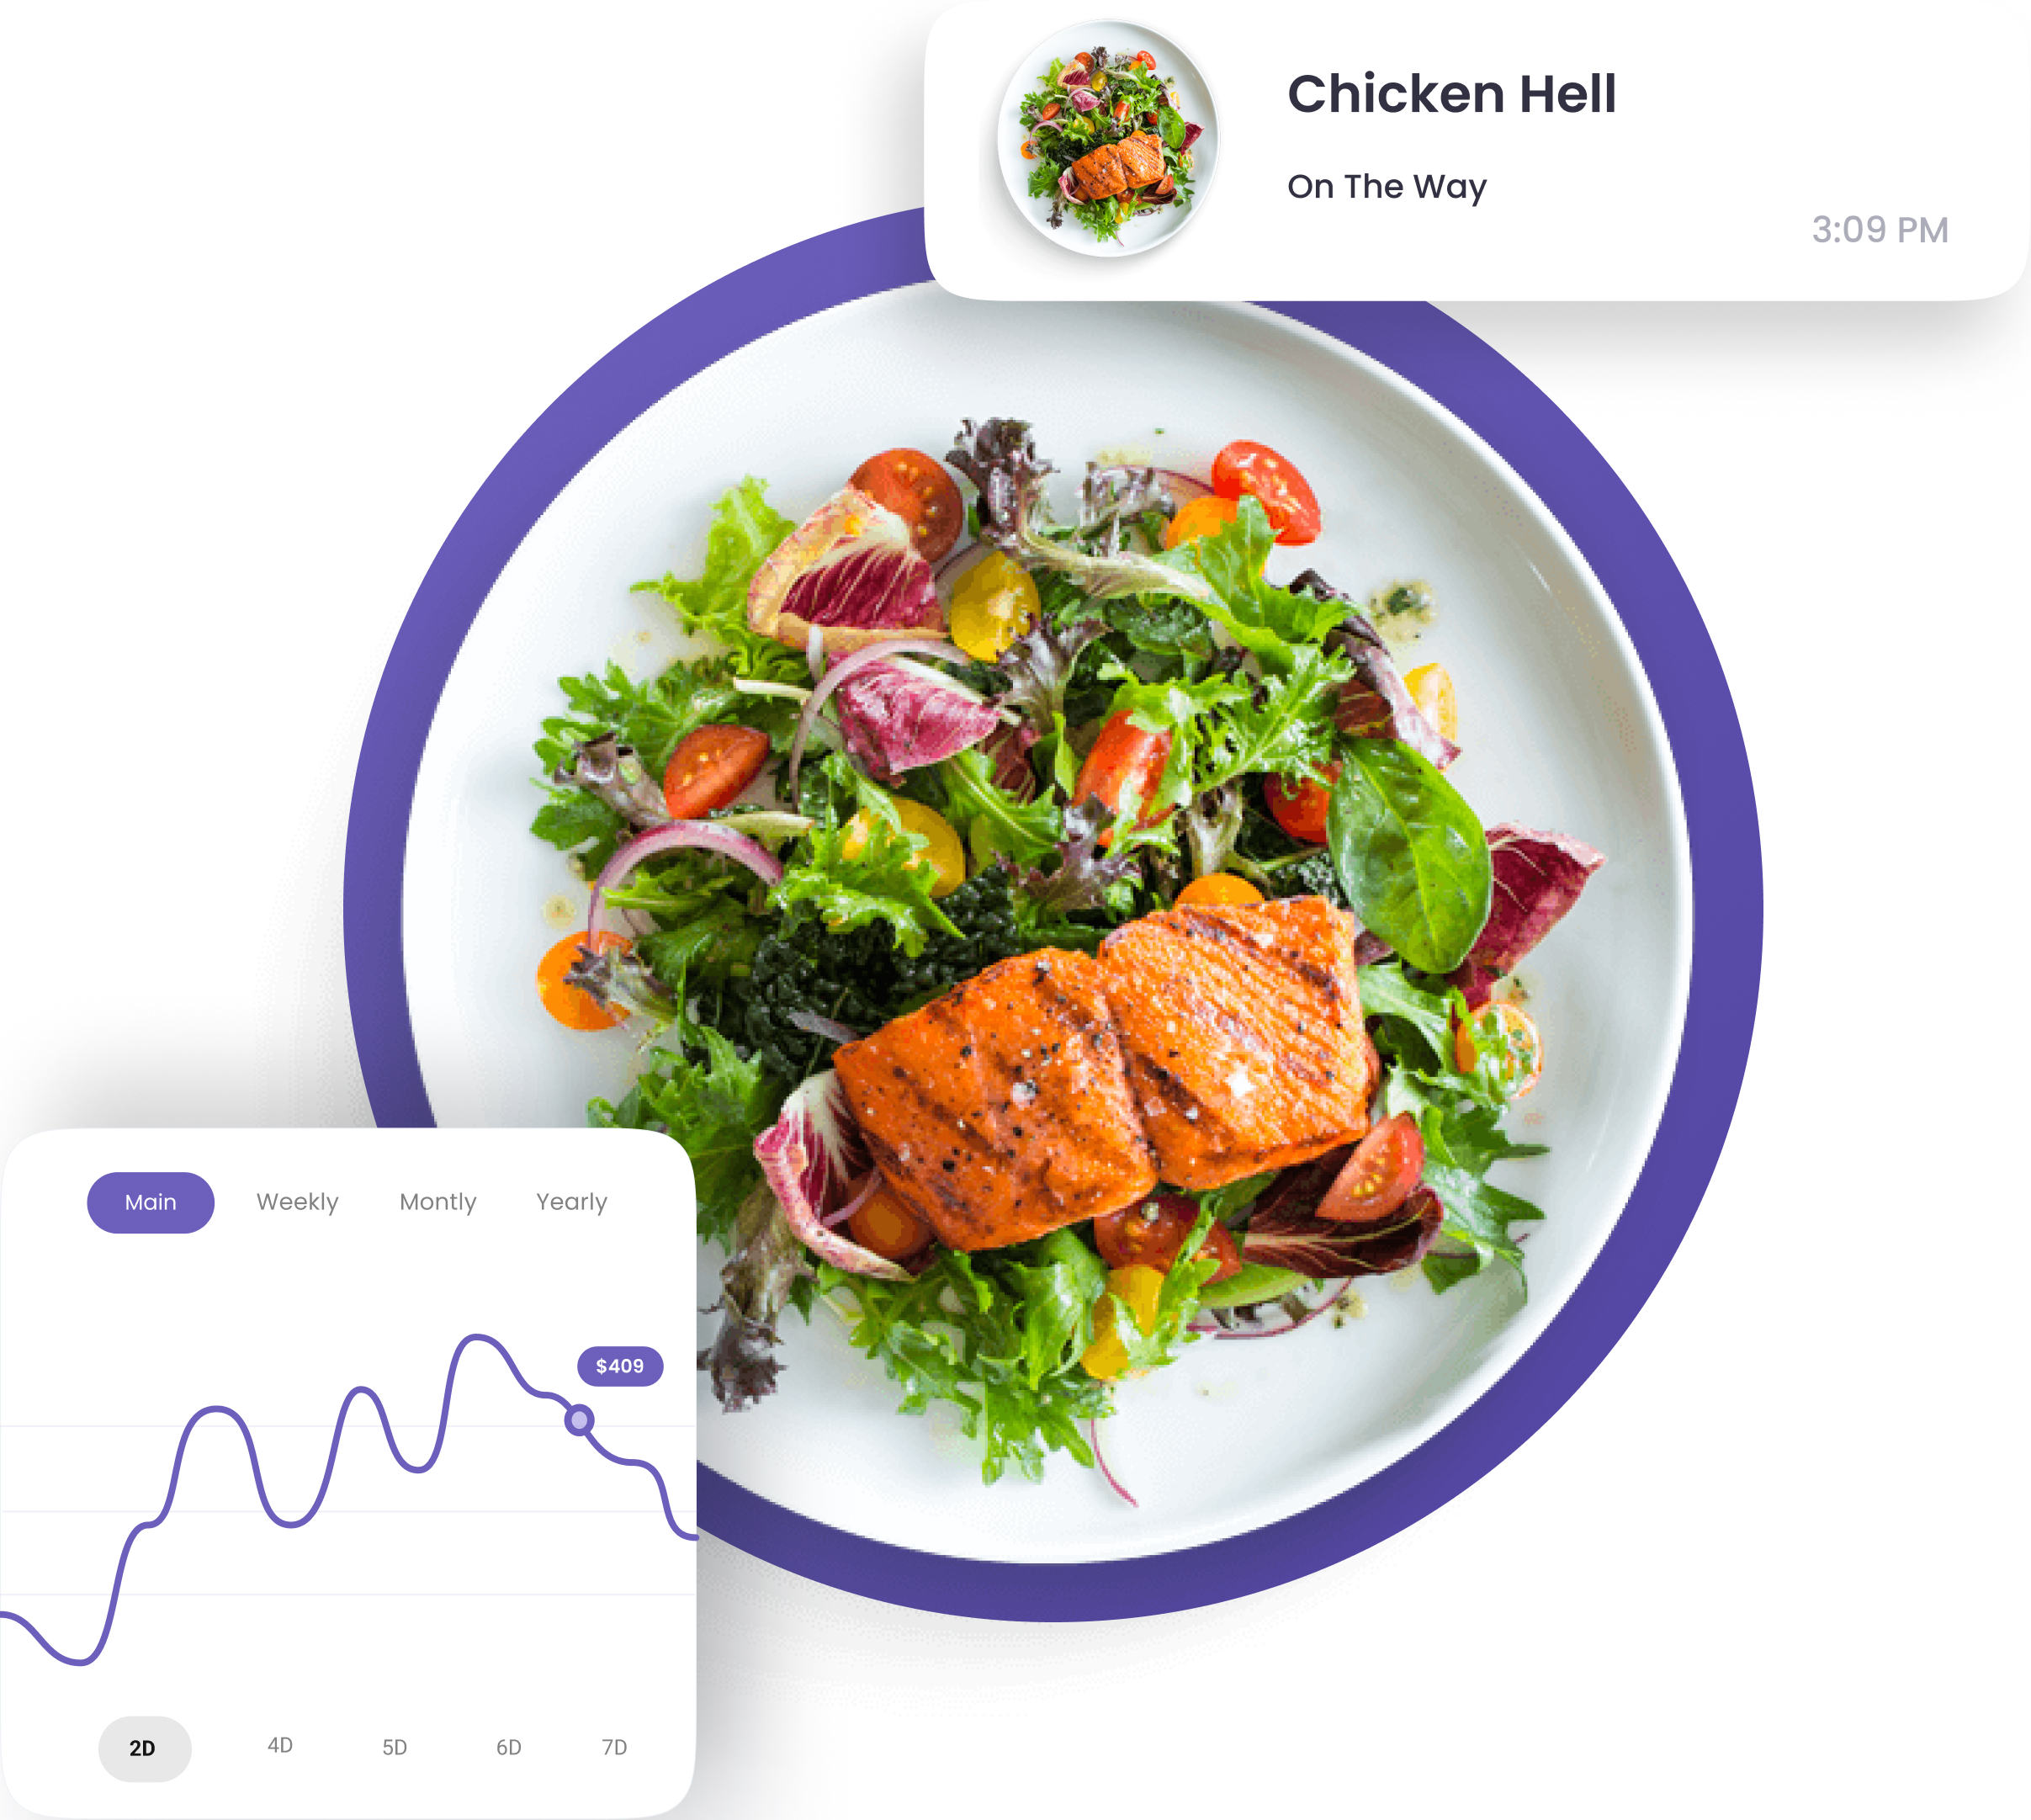 Chicken Hell
On The Way
3:09 PM
Main Weekly Montly Yearly
$409
2D 4D 5D 6D 7D